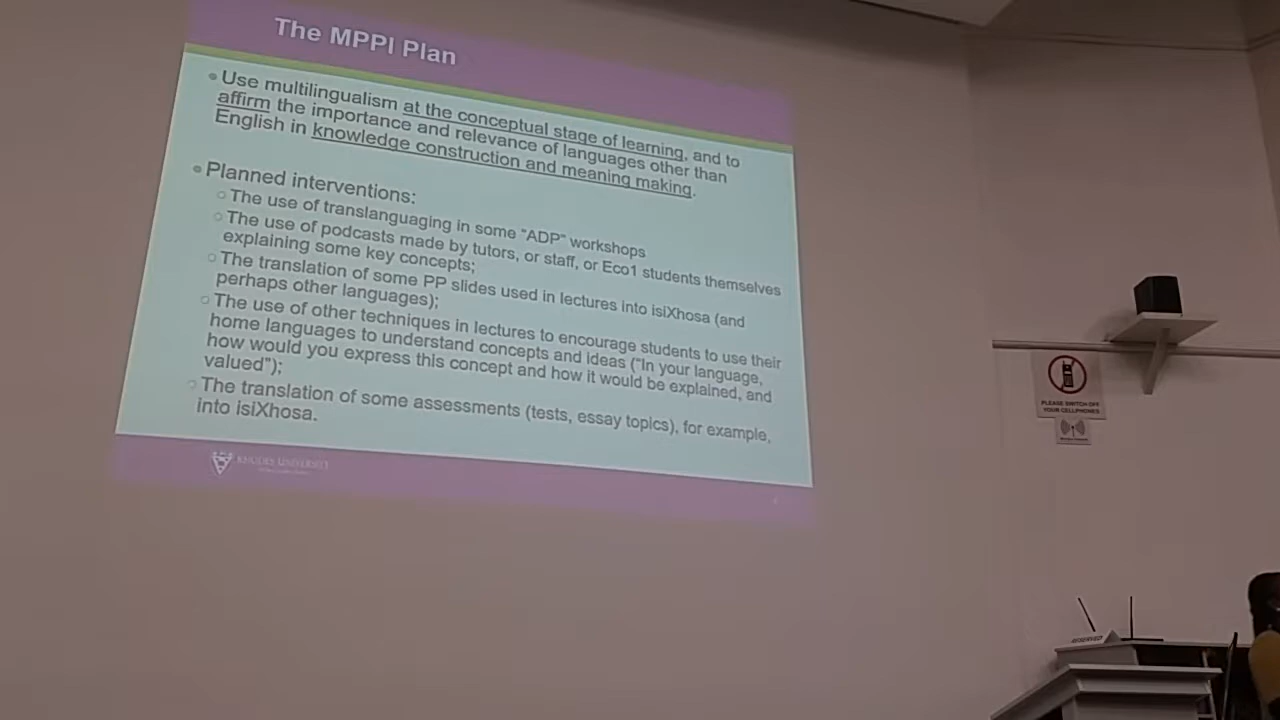 The MPPI Plan
• Use multilingualism at the conceptual stage of learning, and to
affirm the importance and relevance of languages other than
English in knowledge construction and meaning making.
• Planned interventions:
○ The use of translanguaging in some "ADP" workshops
○ The use of podcasts made by tutors, or staff, or Eco1 students themselves
explaining some key concepts;
○ The translation of some PP slides used in lectures into isiXhosa (and
perhaps other languages);
○ The use of other techniques in lectures to encourage students to use their
home languages to understand concepts and ideas ("In your language,
how would you express this concept and how it would be explained, and
valued");
○ The translation of some assessments (tests, essay topics), for example,
into isiXhosa.
RHODES UNIVERSITY
PLEASE SWITCH OFF
YOUR CELLPHONES
RESERVED